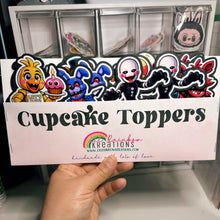 Cupcake Toppers
Rainbow
Kreations
handmade with lots of love